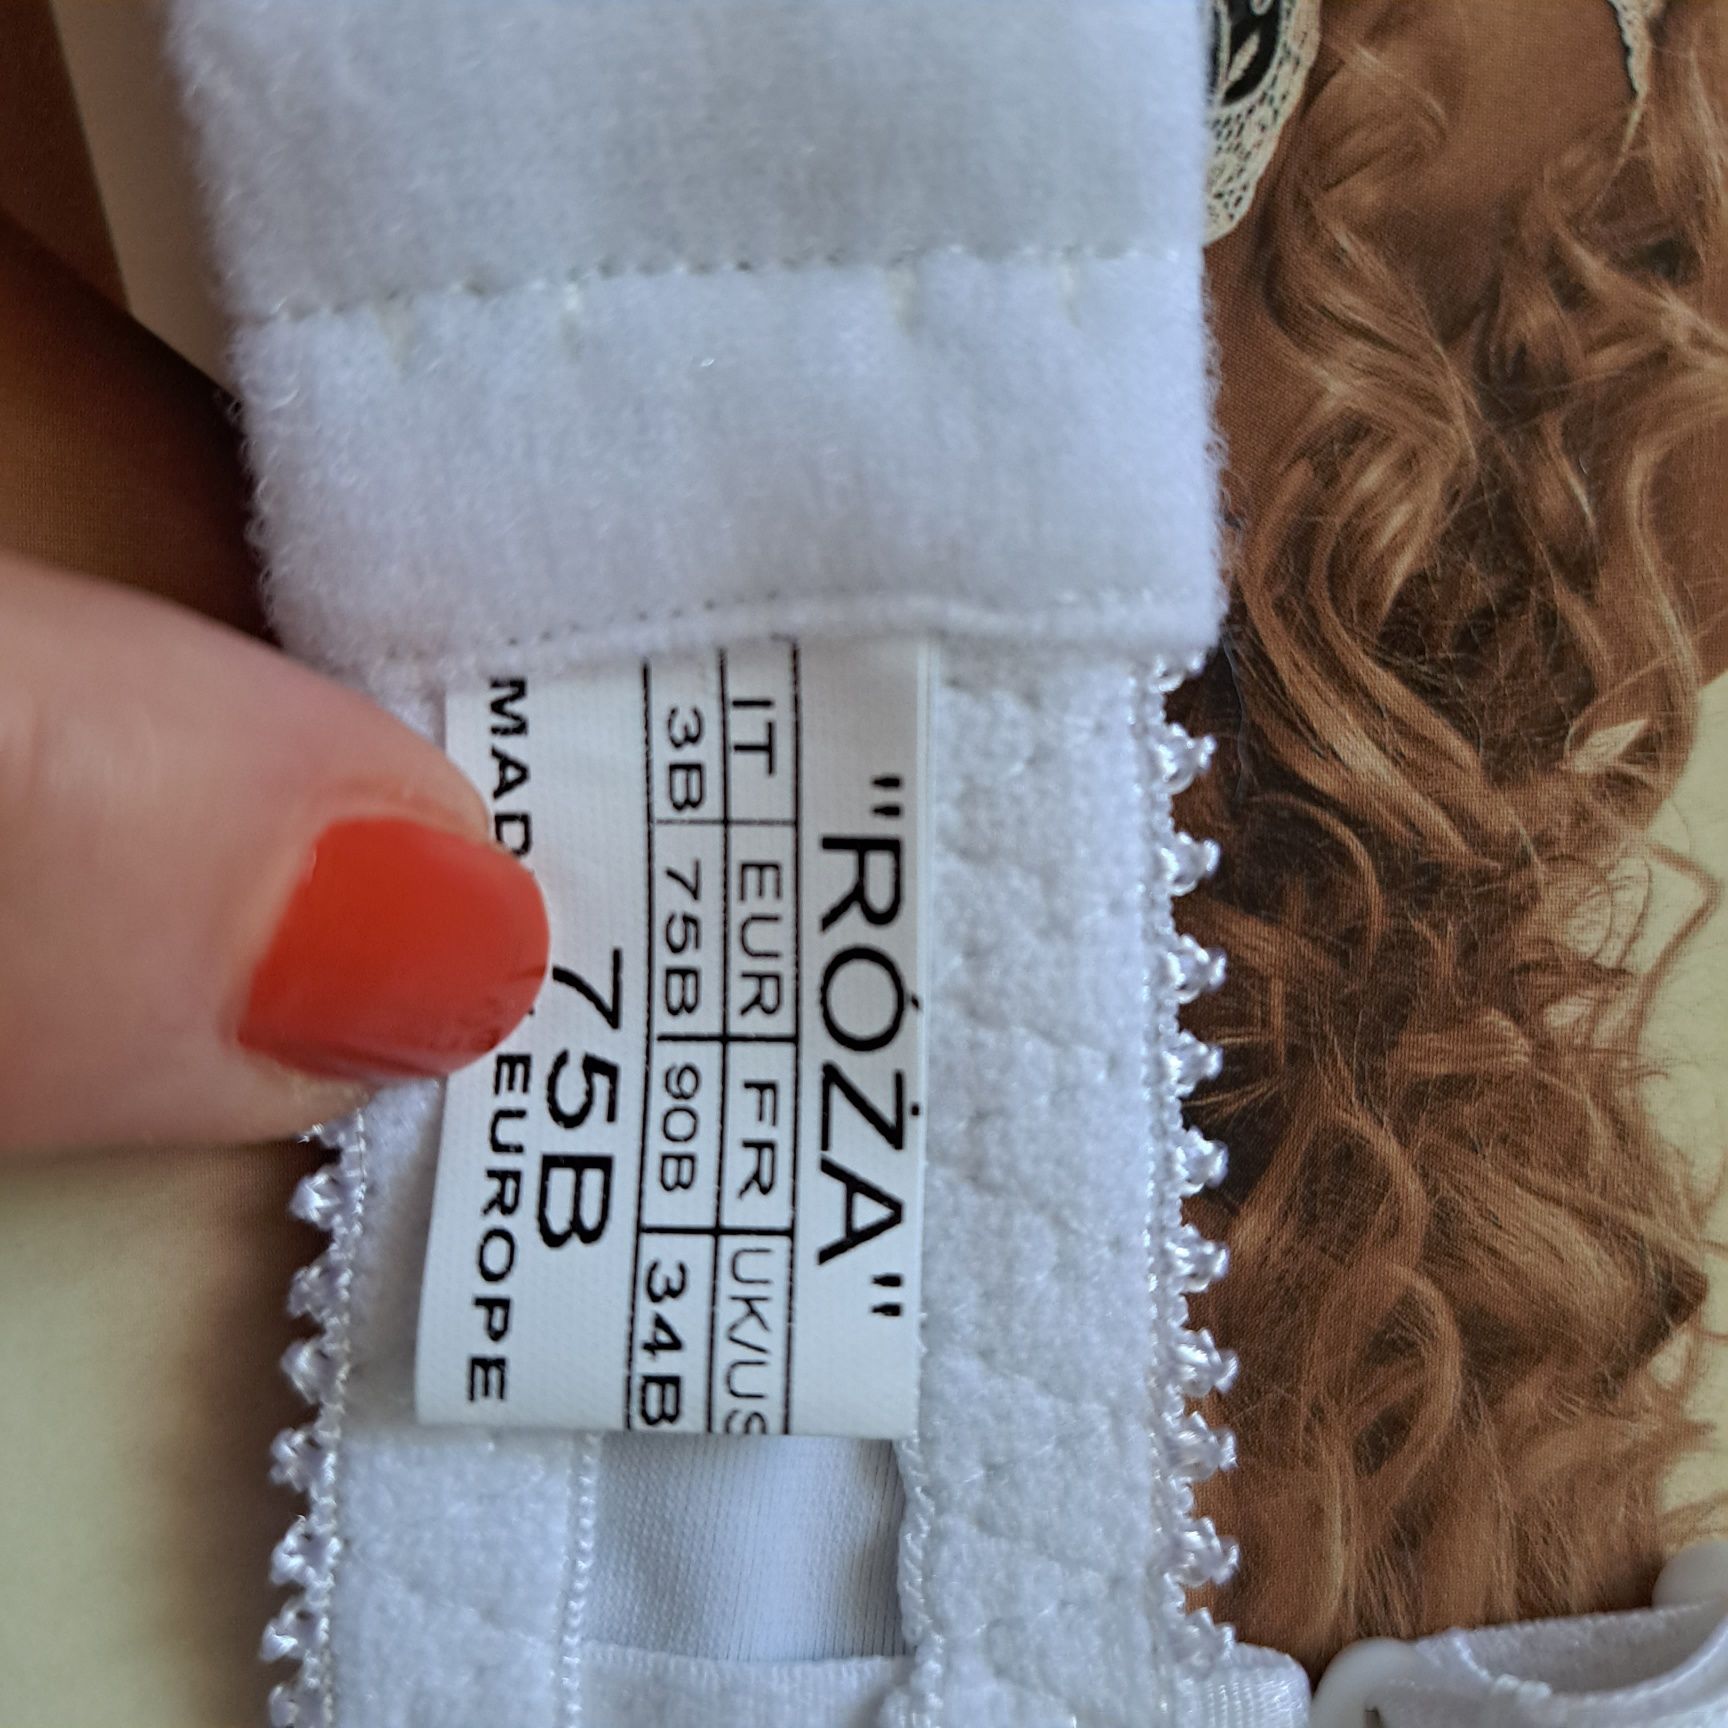 "RÓŻA"
IT EUR FR UK/US
3B 75B 90B 34B
75B
EUROPE